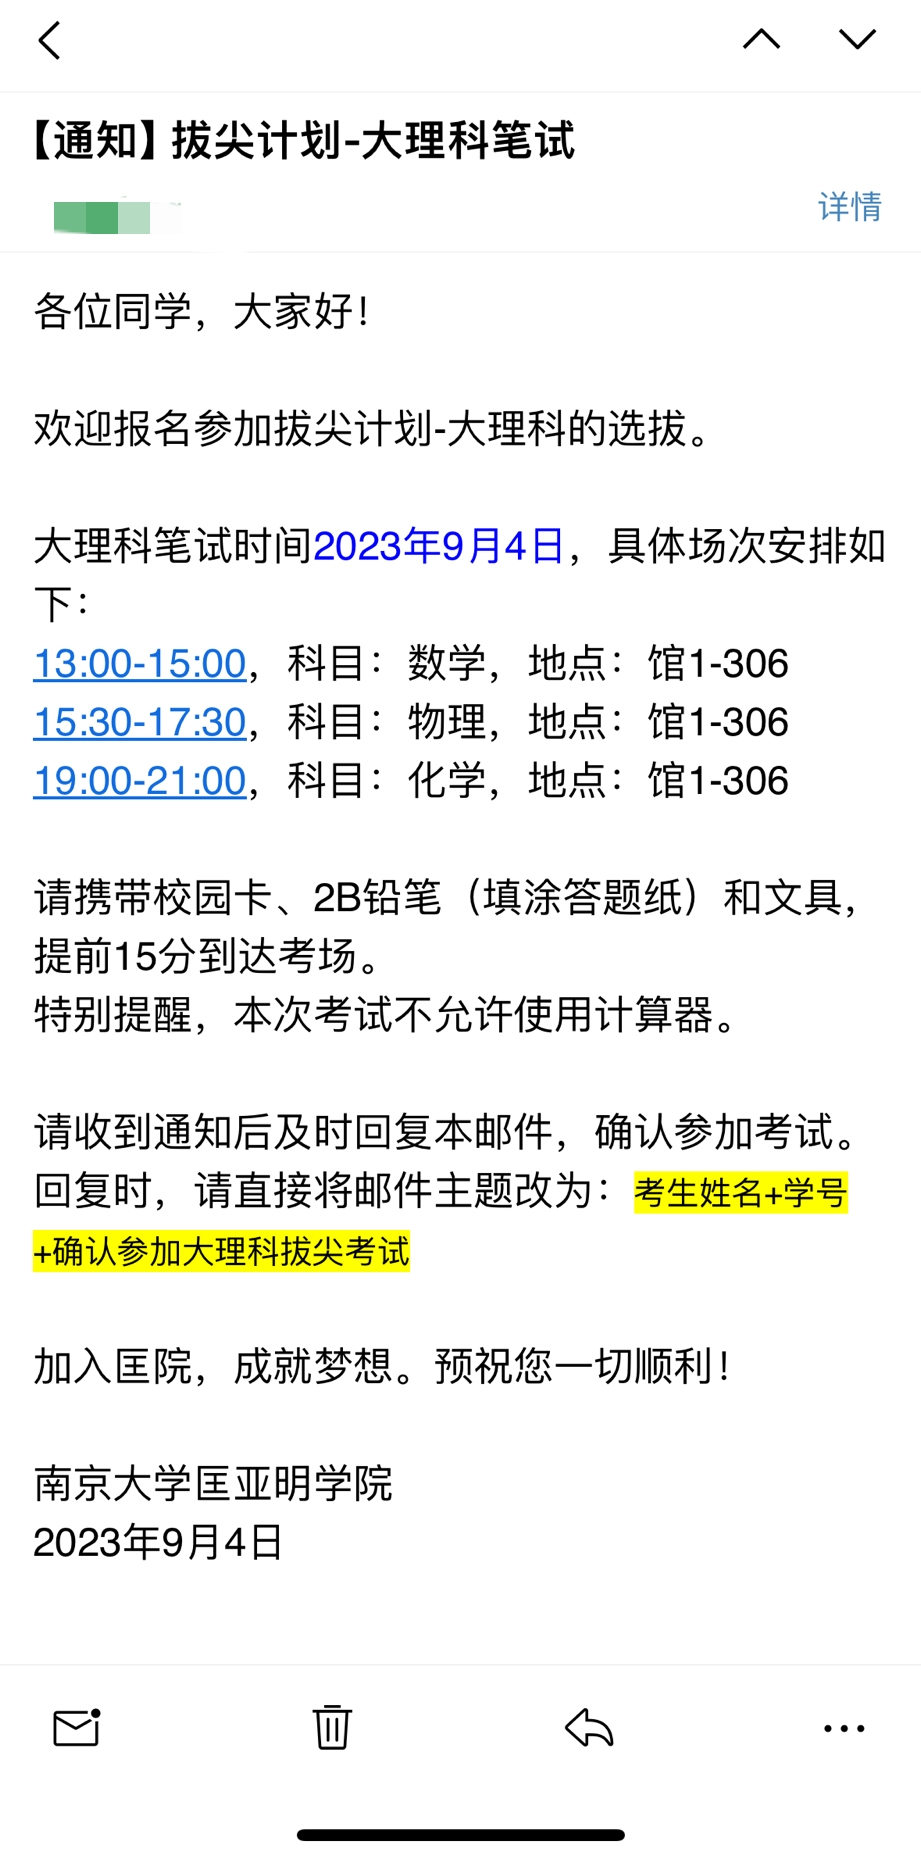 【通知】拔尖计划-大理科笔试
详情
各位同学，大家好！
欢迎报名参加拔尖计划-大理科的选拔。
大理科笔试时间2023年9月4日，具体场次安排如
下：
13:00-15:00，科目：数学，地点：馆1-306
15:30-17:30，科目：物理，地点：馆1-306
19:00-21:00，科目：化学，地点：馆1-306
请携带校园卡、2B铅笔（填涂答题纸）和文具，
提前15分到达考场。
特别提醒，本次考试不允许使用计算器。
请收到通知后及时回复本邮件，确认参加考试。
回复时，请直接将邮件主题改为：考生姓名+学号
+确认参加大理科拔尖考试
加入匡院，成就梦想。预祝您一切顺利！
南京大学匡亚明学院
2023年9月4日